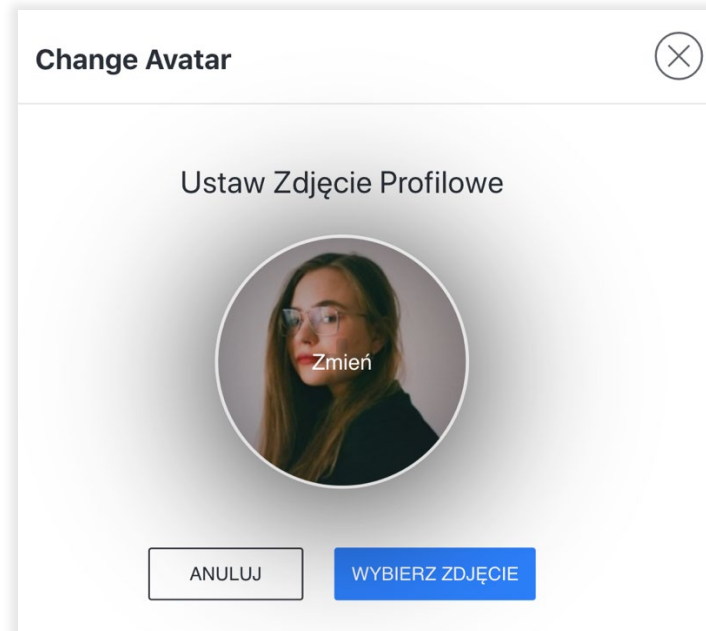 Change Avatar
Ustaw Zdjęcie Profilowe
Zmień
ANULUJ
WYBIERZ ZDJĘCIE